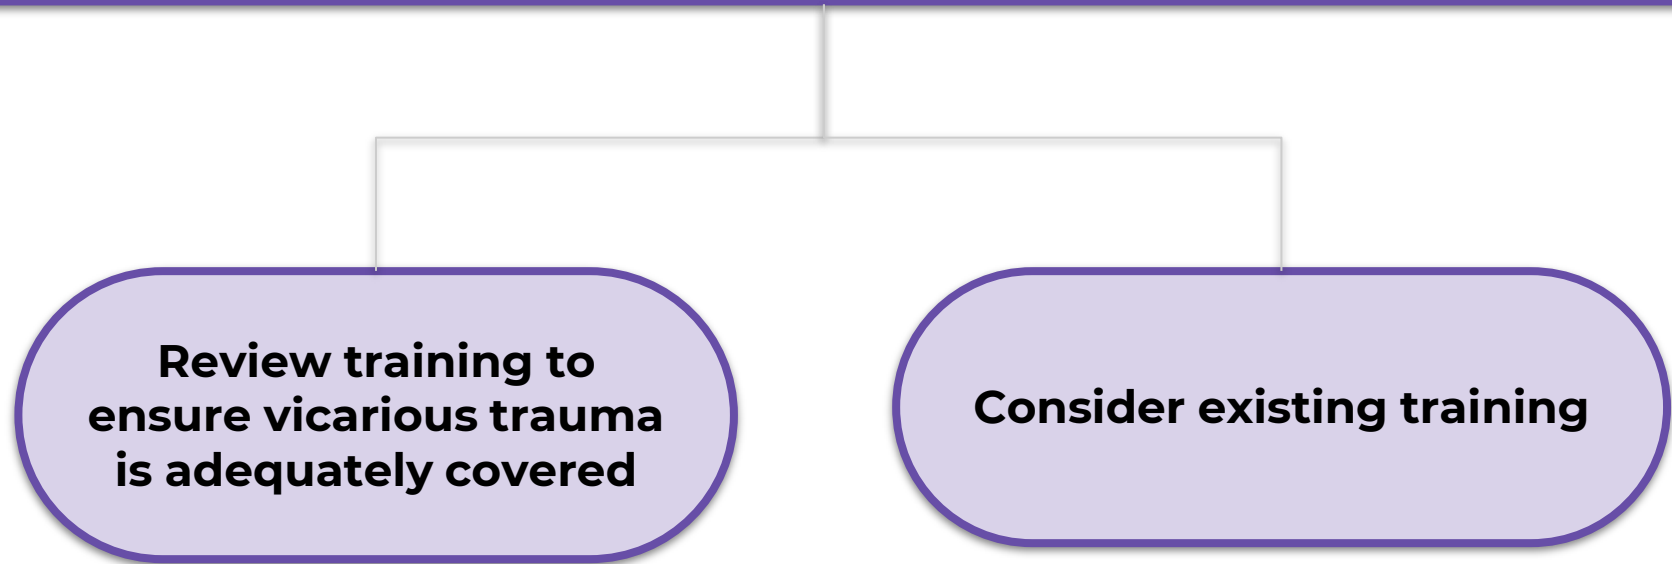 Review training to
ensure vicarious trauma
is adequately covered
Consider existing training